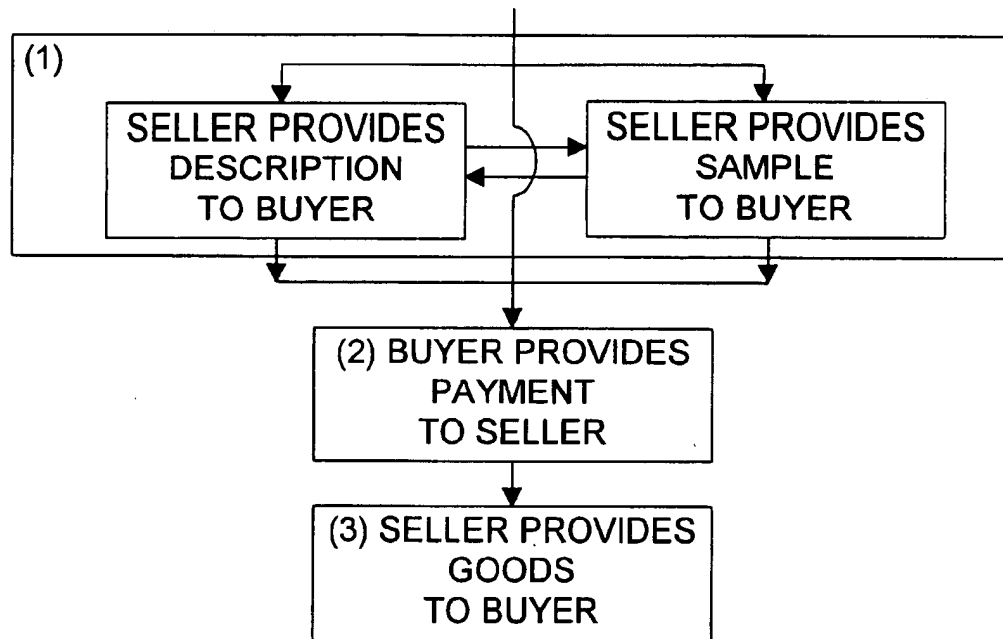 (1)
SELLER PROVIDES
DESCRIPTION
TO BUYER
SELLER PROVIDES
SAMPLE
TO BUYER
(2) BUYER PROVIDES
PAYMENT
TO SELLER
(3) SELLER PROVIDES
GOODS
TO BUYER